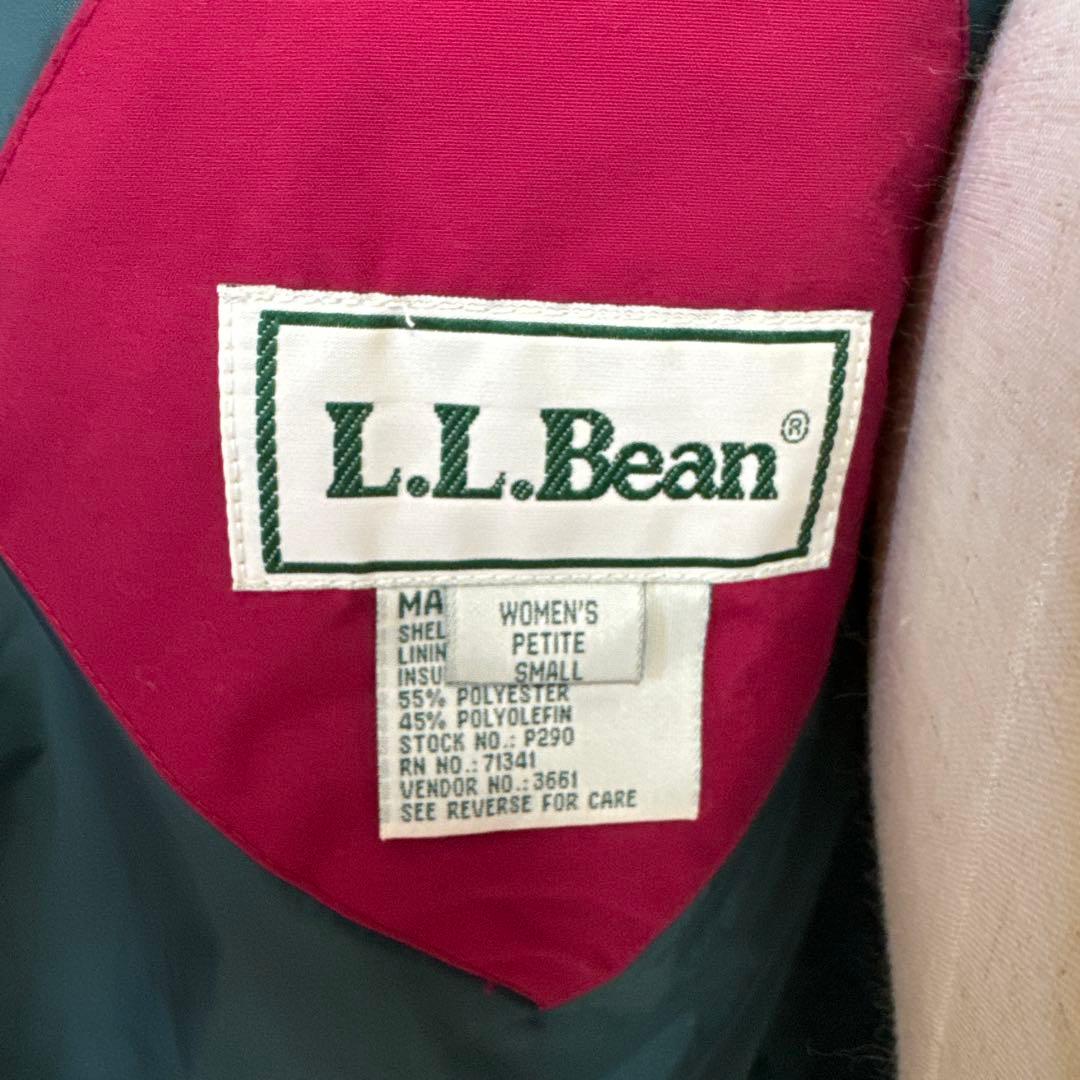 L.L.Bean®
WOMEN'S
PETITE
SMALL
MA
SHEL
LININ
INSU
55% POLYESTER
45% POLYOLEFIN
STOCK NO.: P290
RN NO.: 71341
VENDOR NO.: 3661
SEE REVERSE FOR CARE